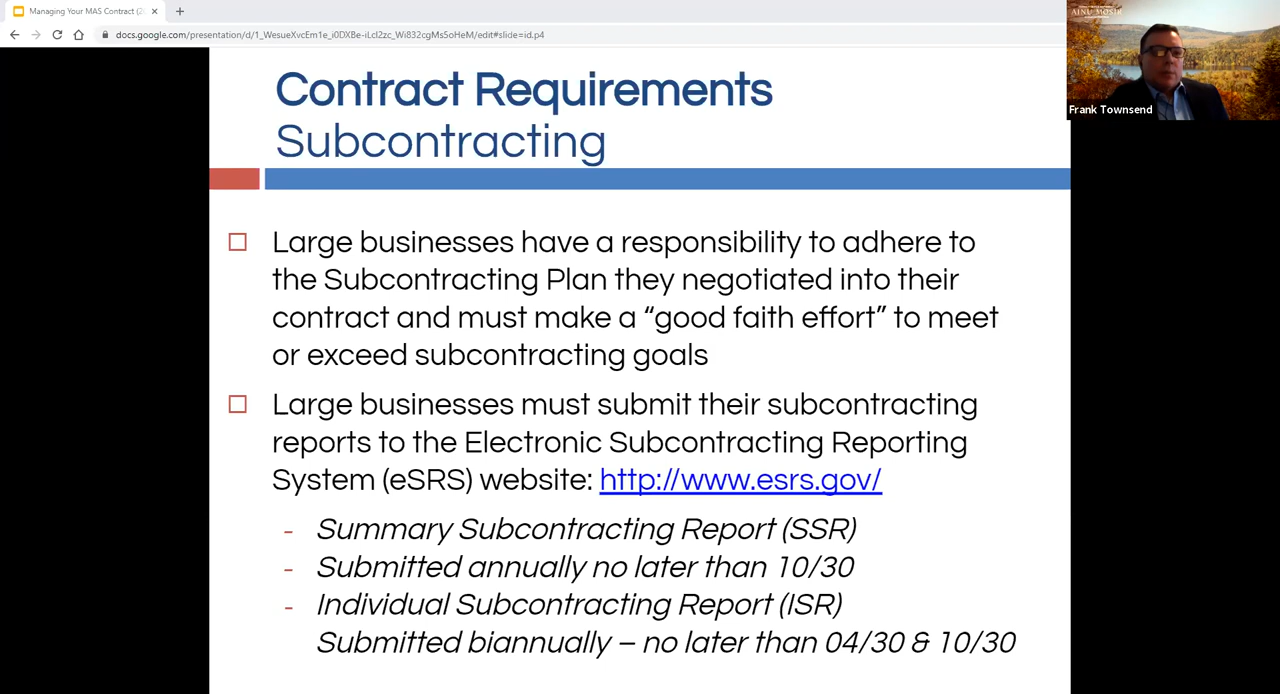 Managing Your MAS Contract (2
docs.google.com/presentation/d/1_WesueXvcEm1e_i0DXBe-iLcl2zc_Wi832cgMs5oHeM/edit#slide=id.p4
AINU MOSIR
Frank Townsend
Contract Requirements
Subcontracting
Large businesses have a responsibility to adhere to
the Subcontracting Plan they negotiated into their
contract and must make a “good faith effort” to meet
or exceed subcontracting goals
Large businesses must submit their subcontracting
reports to the Electronic Subcontracting Reporting
System (eSRS) website: http://www.esrs.gov/
- Summary Subcontracting Report (SSR)
- Submitted annually no later than 10/30
- Individual Subcontracting Report (ISR)
Submitted biannually – no later than 04/30 & 10/30